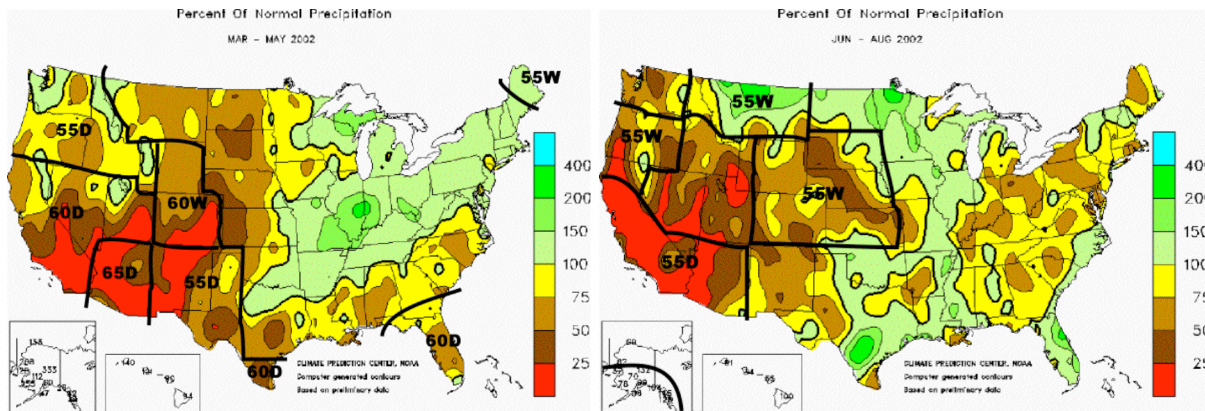 Percent Of Normal Precipitation
MAR – MAY 2002
55W
55D
60D
60W
65D
55D
60D
60D
400
200
150
100
75
50
25
CLIMATE PREDICTION CENTER, NOAA
Computer generated contours
Based on preliminary data
Percent Of Normal Precipitation
JUN – AUG 2002
55W
55W
55W
55D
400
200
150
100
75
50
25
CLIMATE PREDICTION CENTER, NOAA
Computer generated contours
Based on preliminary data